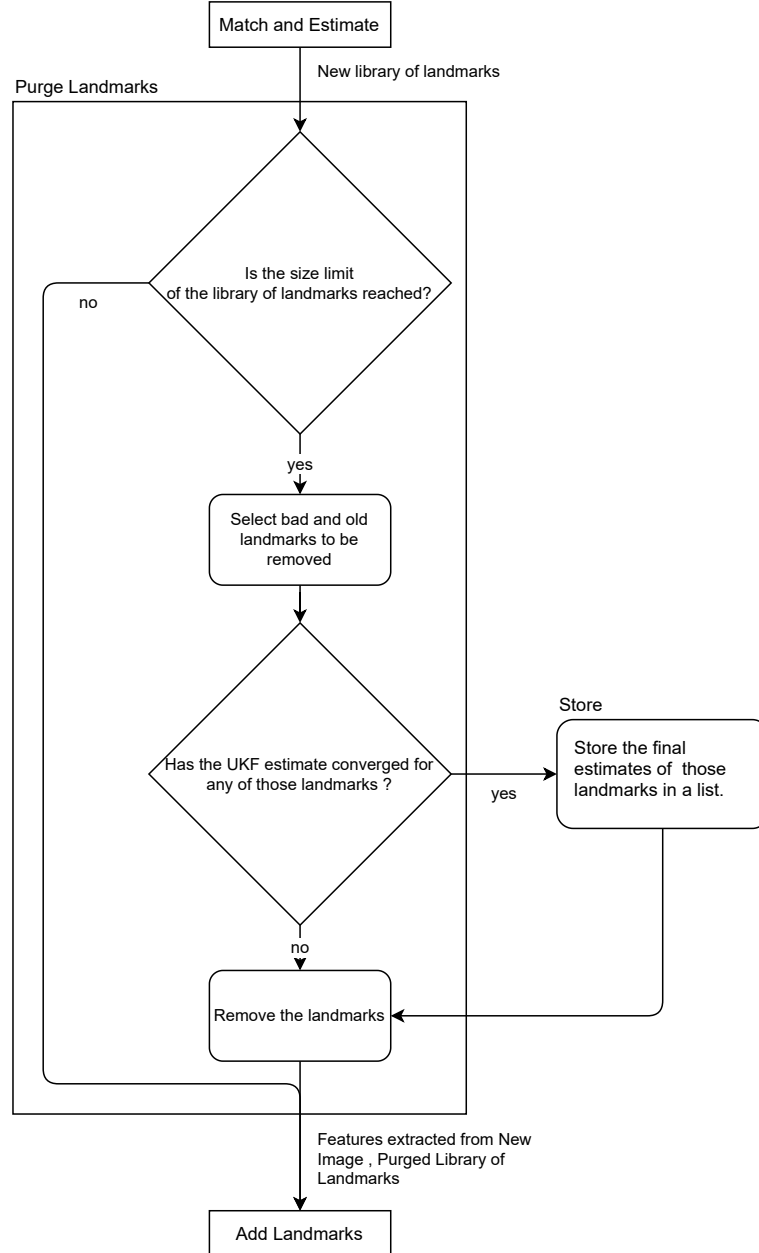 Match and Estimate
New library of landmarks
Purge Landmarks
Is the size limit
of the library of landmarks reached?
no
yes
Select bad and old
landmarks to be
removed
Has the UKF estimate converged for
any of those landmarks ?
yes
Store
Store the final
estimates of  those
landmarks in a list.
no
Remove the landmarks
Features extracted from New
Image , Purged Library of
Landmarks
Add Landmarks